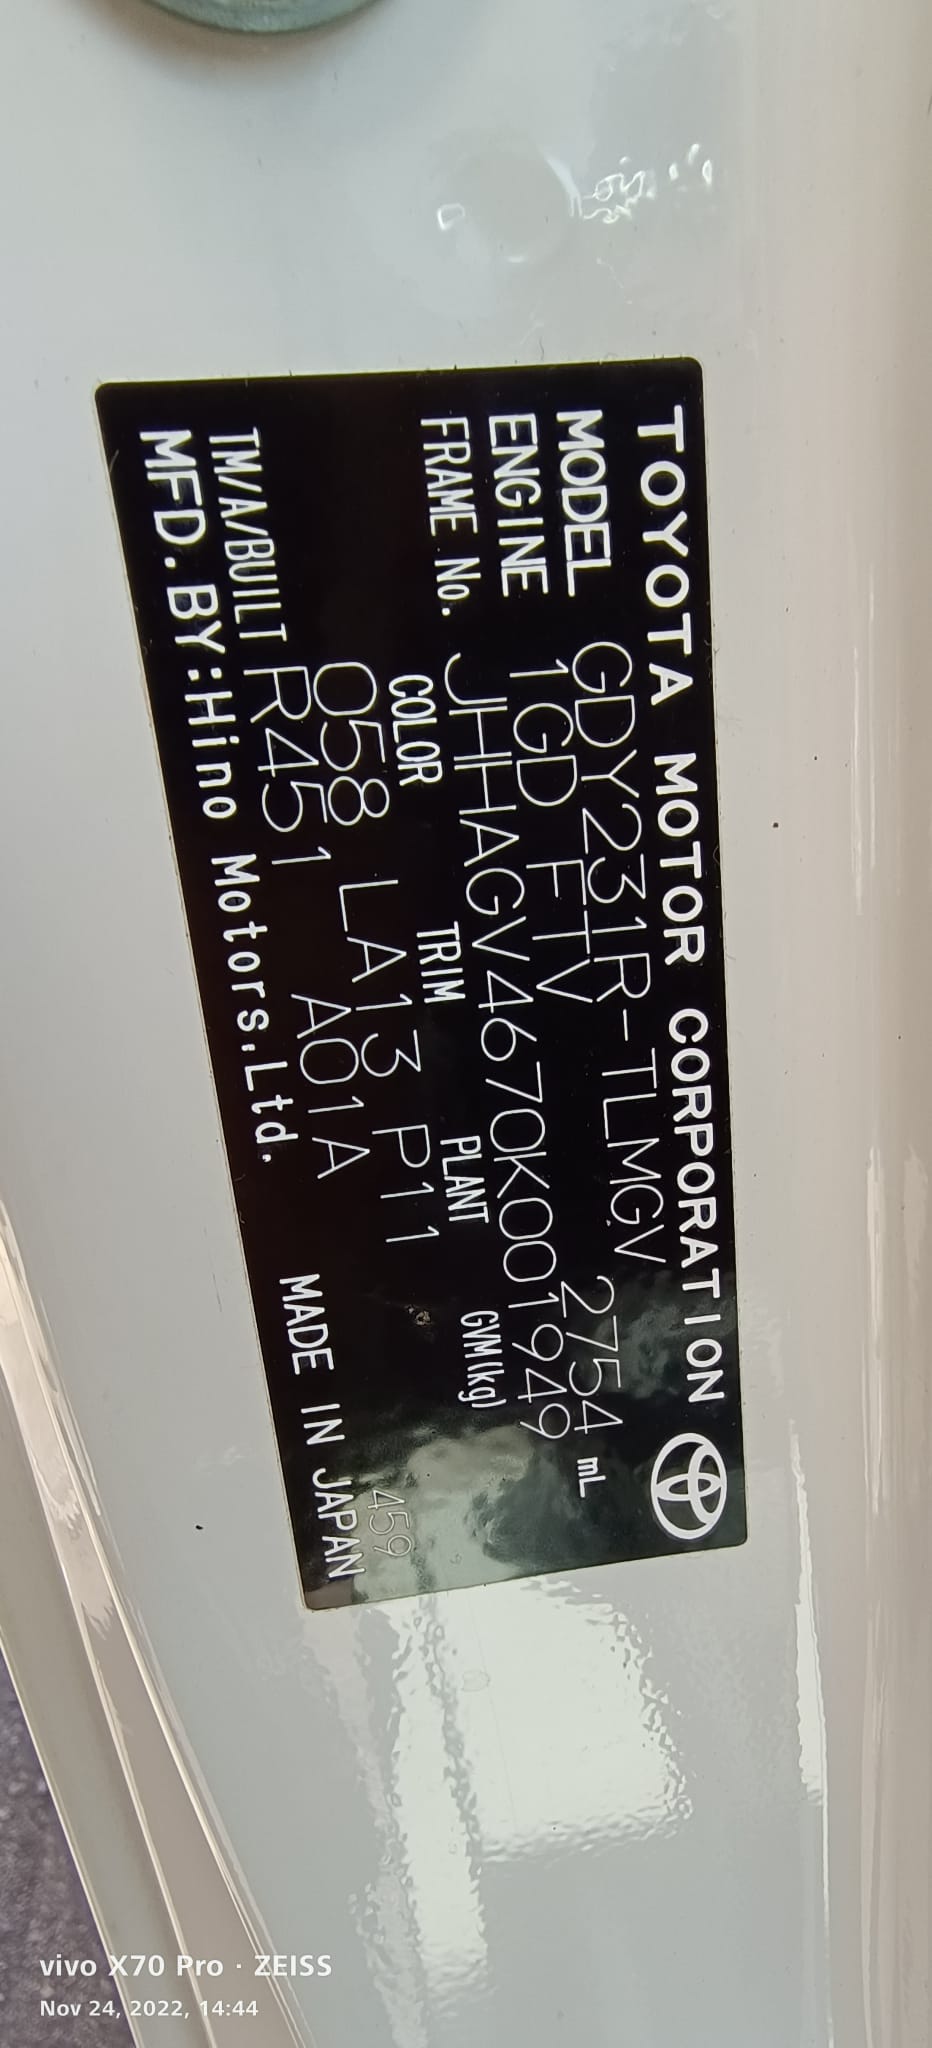 TOYOTA MOTOR CORPORATION
MODEL GDY231R-TLMGV 2754 mL
ENGINE 1GD FTV
FRAME No. JHHAGV4670K001949
COLOR TRIM PLANT GVM(kg)
058 LA13 P11
TM/A/BUILT R451 A01A 459
MFD. BY:Hino Motors,Ltd. MADE IN JAPAN
vivo X70 Pro · ZEISS
Nov 24, 2022, 14:44